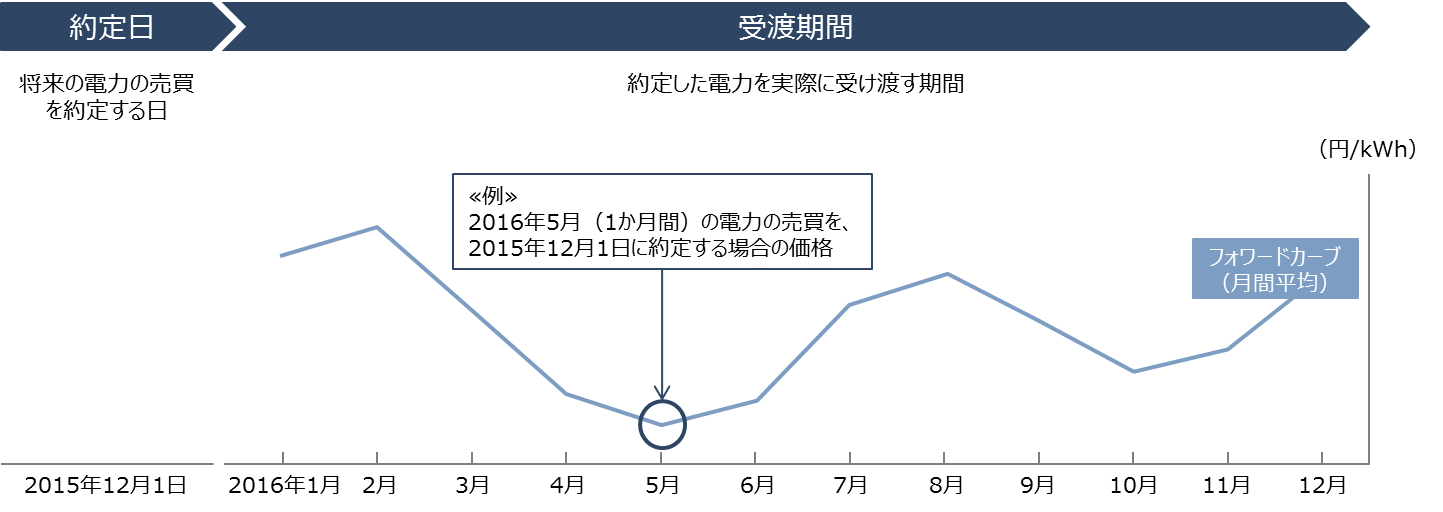 約定日
受渡期間
将来の電力の売買
を約定する日
約定した電力を実際に受け渡す期間
（円/kWh）
≪例≫
2016年5月（1か月間）の電力の売買を、
2015年12月1日に約定する場合の価格
フォワードカーブ
（月間平均）
2015年12月1日
2016年1月 2月 3月 4月 5月 6月 7月 8月 9月 10月 11月 12月